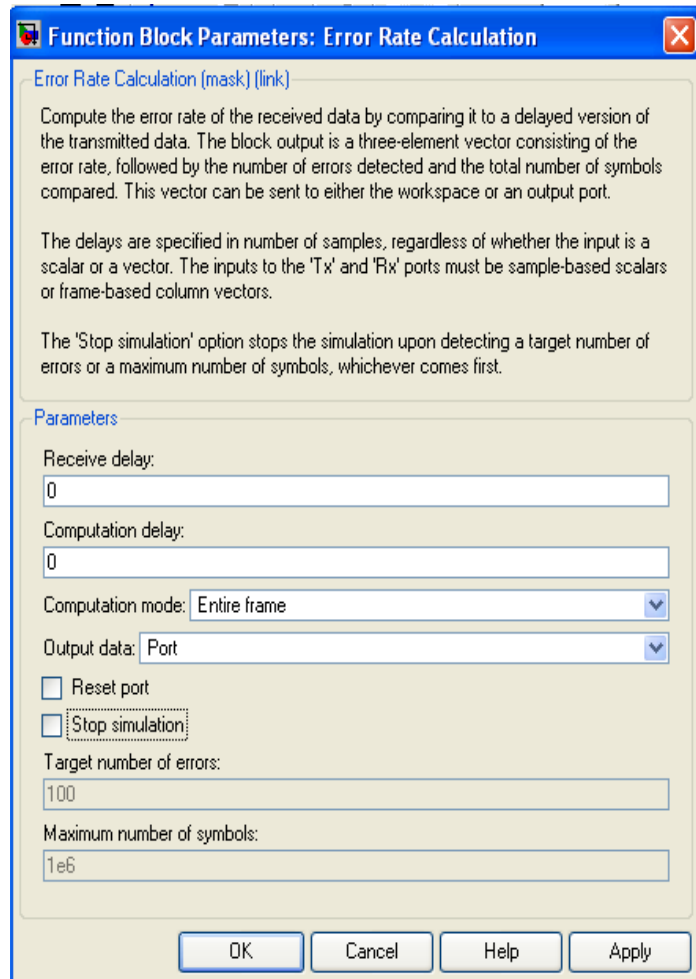 Function Block Parameters: Error Rate Calculation
Error Rate Calculation (mask) (link)
Compute the error rate of the received data by comparing it to a delayed version of
the transmitted data. The block output is a three-element vector consisting of the
error rate, followed by the number of errors detected and the total number of symbols
compared. This vector can be sent to either the workspace or an output port.
The delays are specified in number of samples, regardless of whether the input is a
scalar or a vector. The inputs to the 'Tx' and 'Rx' ports must be sample-based scalars
or frame-based column vectors.
The 'Stop simulation' option stops the simulation upon detecting a target number of
errors or a maximum number of symbols, whichever comes first.
Parameters
Receive delay:
0
Computation delay:
0
Computation mode: Entire frame
Output data: Port
Reset port
Stop simulation
Target number of errors:
100
Maximum number of symbols:
1e6
OK Cancel Help Apply